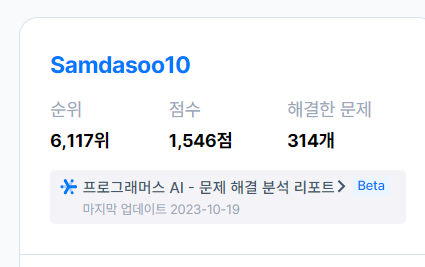 Samdasoo10
순위 점수 해결한 문제
6,117위 1,546점 314개
프로그래머스 AI - 문제 해결 분석 리포트 Beta
마지막 업데이트 2023-10-19